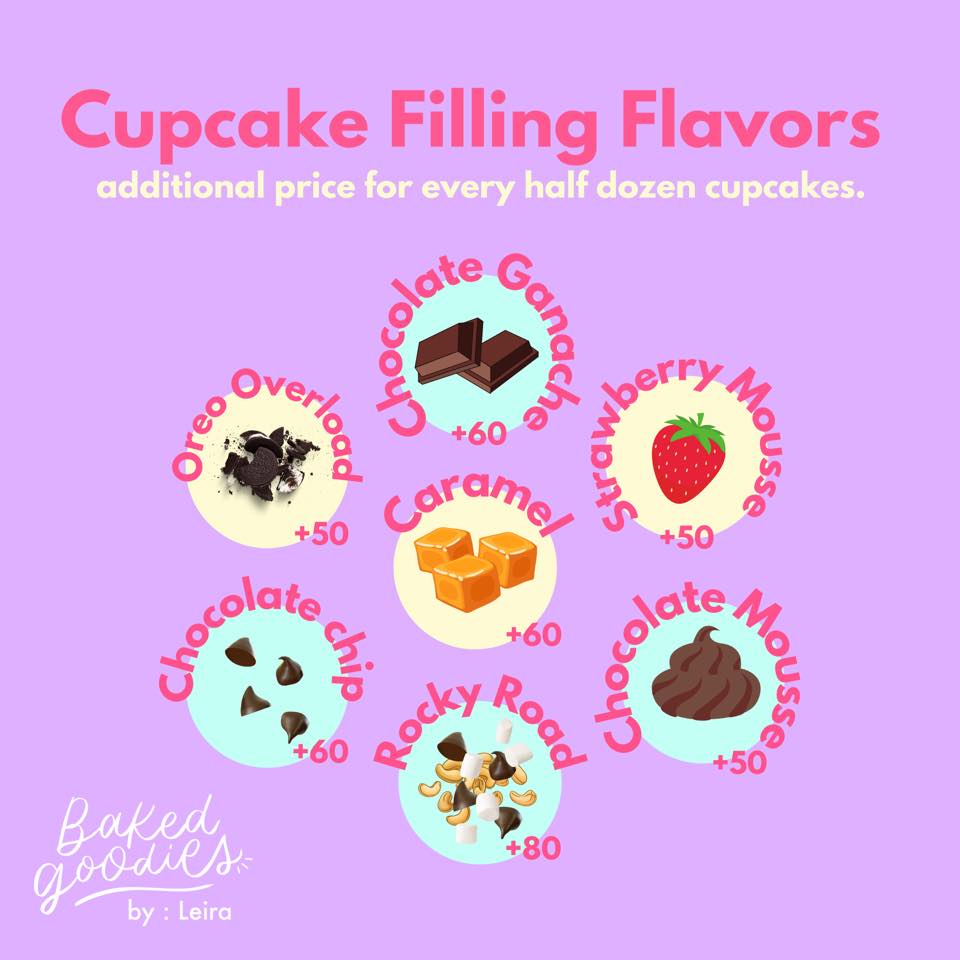 Cupcake Filling Flavors
additional price for every half dozen cupcakes.
Chocolate Ganache
+60
Oreo Overload
+50
Strawberry Mousse
+50
Caramel
+60
Chocolate chip
+60
Chocolate Mousse
+50
Rocky Road
+80
Baked
goodies
by : Leira